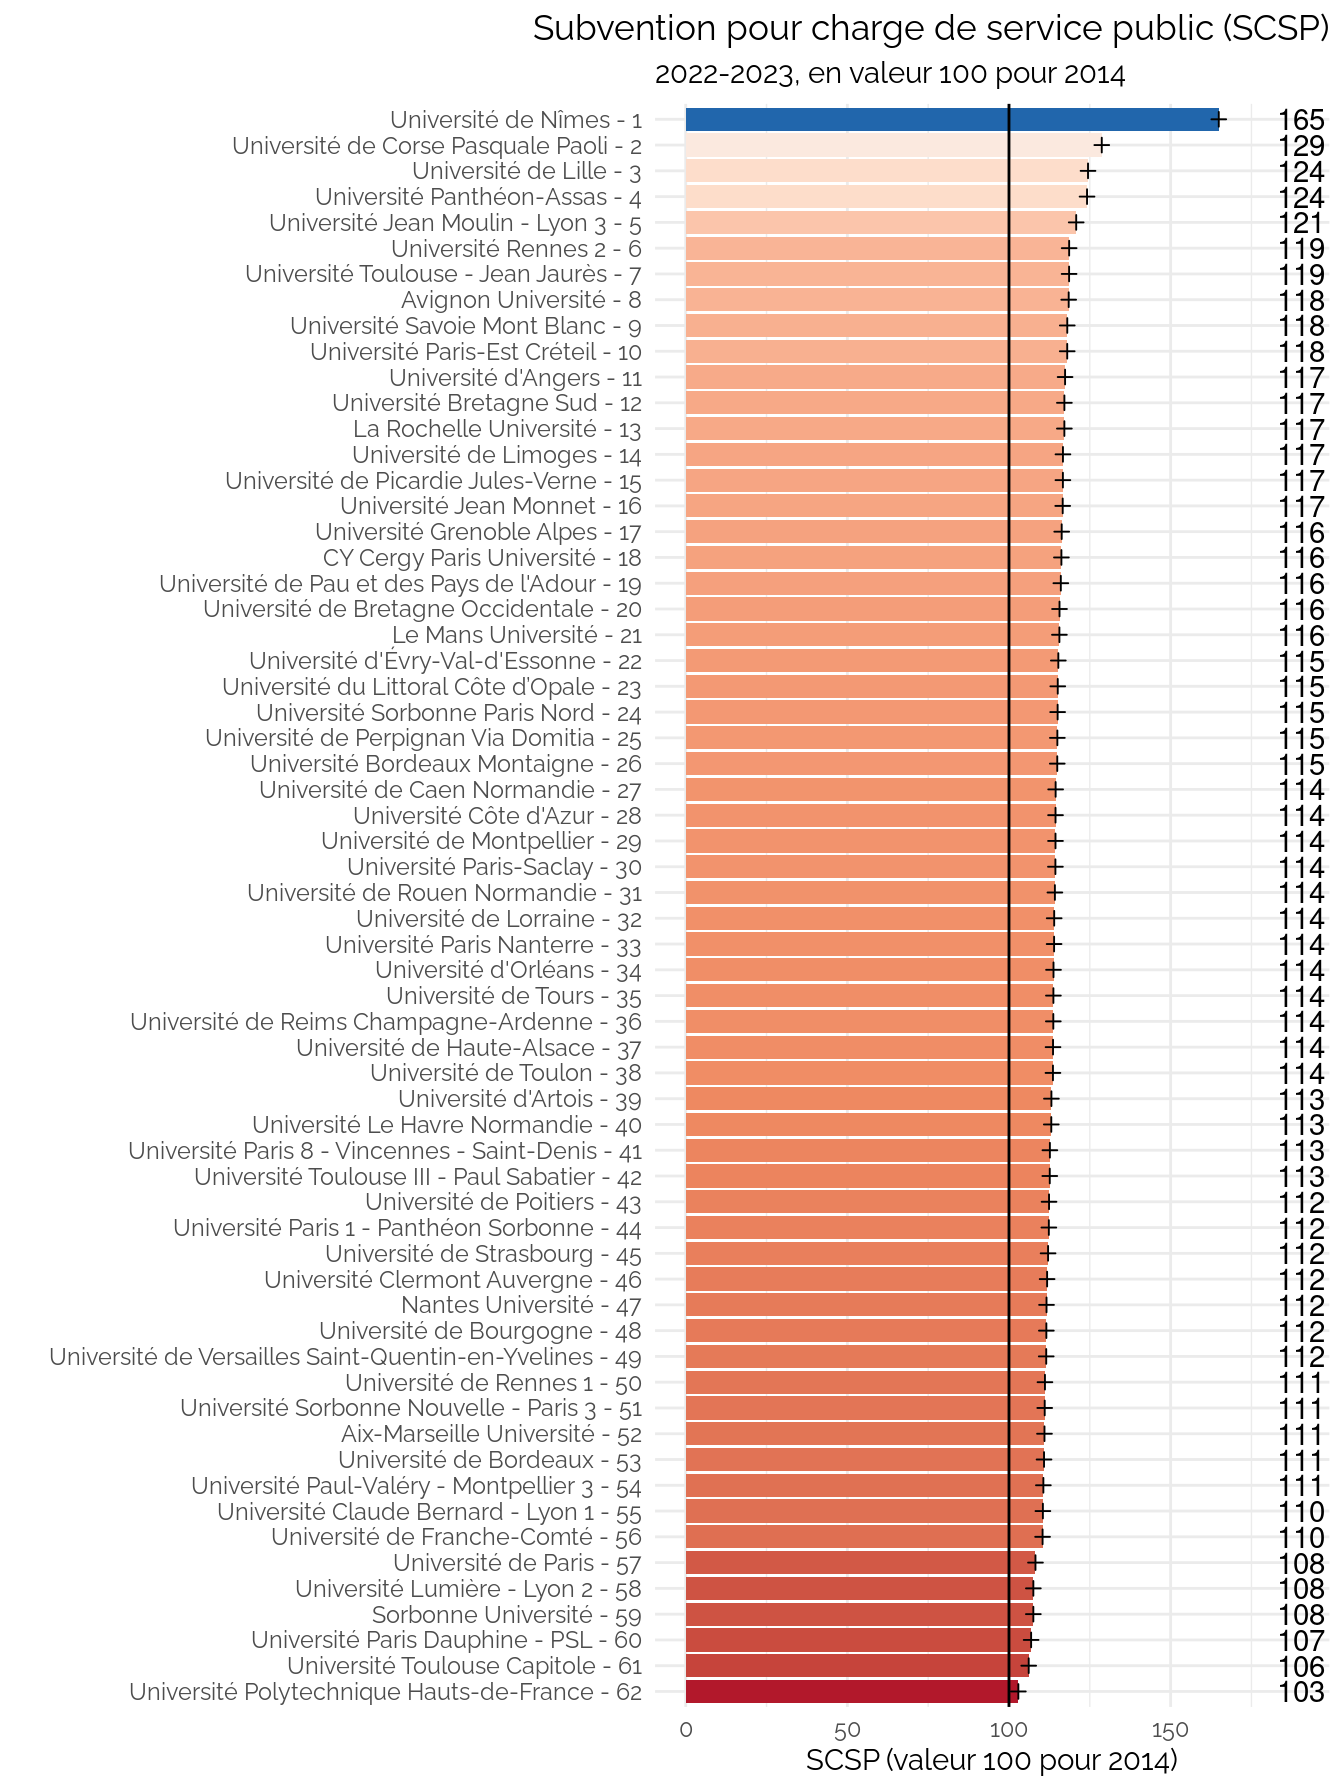 Subvention pour charge de service public (SCSP)
2022-2023, en valeur 100 pour 2014
Université de Nîmes - 1 165
Université de Corse Pasquale Paoli - 2 129
Université de Lille - 3 124
Université Panthéon-Assas - 4 124
Université Jean Moulin - Lyon 3 - 5 121
Université Rennes 2 - 6 119
Université Toulouse - Jean Jaurès - 7 119
Avignon Université - 8 118
Université Savoie Mont Blanc - 9 118
Université Paris-Est Créteil - 10 118
Université d'Angers - 11 117
Université Bretagne Sud - 12 117
La Rochelle Université - 13 117
Université de Limoges - 14 117
Université de Picardie Jules-Verne - 15 117
Université Jean Monnet - 16 117
Université Grenoble Alpes - 17 116
CY Cergy Paris Université - 18 116
Université de Pau et des Pays de l'Adour - 19 116
Université de Bretagne Occidentale - 20 116
Le Mans Université - 21 116
Université d'Évry-Val-d'Essonne - 22 115
Université du Littoral Côte d’Opale - 23 115
Université Sorbonne Paris Nord - 24 115
Université de Perpignan Via Domitia - 25 115
Université Bordeaux Montaigne - 26 115
Université de Caen Normandie - 27 114
Université Côte d'Azur - 28 114
Université de Montpellier - 29 114
Université Paris-Saclay - 30 114
Université de Rouen Normandie - 31 114
Université de Lorraine - 32 114
Université Paris Nanterre - 33 114
Université d'Orléans - 34 114
Université de Tours - 35 114
Université de Reims Champagne-Ardenne - 36 114
Université de Haute-Alsace - 37 114
Université de Toulon - 38 114
Université d'Artois - 39 113
Université Le Havre Normandie - 40 113
Université Paris 8 - Vincennes - Saint-Denis - 41 113
Université Toulouse III - Paul Sabatier - 42 113
Université de Poitiers - 43 112
Université Paris 1 - Panthéon Sorbonne - 44 112
Université de Strasbourg - 45 112
Université Clermont Auvergne - 46 112
Nantes Université - 47 112
Université de Bourgogne - 48 112
Université de Versailles Saint-Quentin-en-Yvelines - 49 112
Université de Rennes 1 - 50 111
Université Sorbonne Nouvelle - Paris 3 - 51 111
Aix-Marseille Université - 52 111
Université de Bordeaux - 53 111
Université Paul-Valéry - Montpellier 3 - 54 111
Université Claude Bernard - Lyon 1 - 55 110
Université de Franche-Comté - 56 110
Université de Paris - 57 108
Université Lumière - Lyon 2 - 58 108
Sorbonne Université - 59 108
Université Paris Dauphine - PSL - 60 107
Université Toulouse Capitole - 61 106
Université Polytechnique Hauts-de-France - 62 103
0 50 100 150
SCSP (valeur 100 pour 2014)